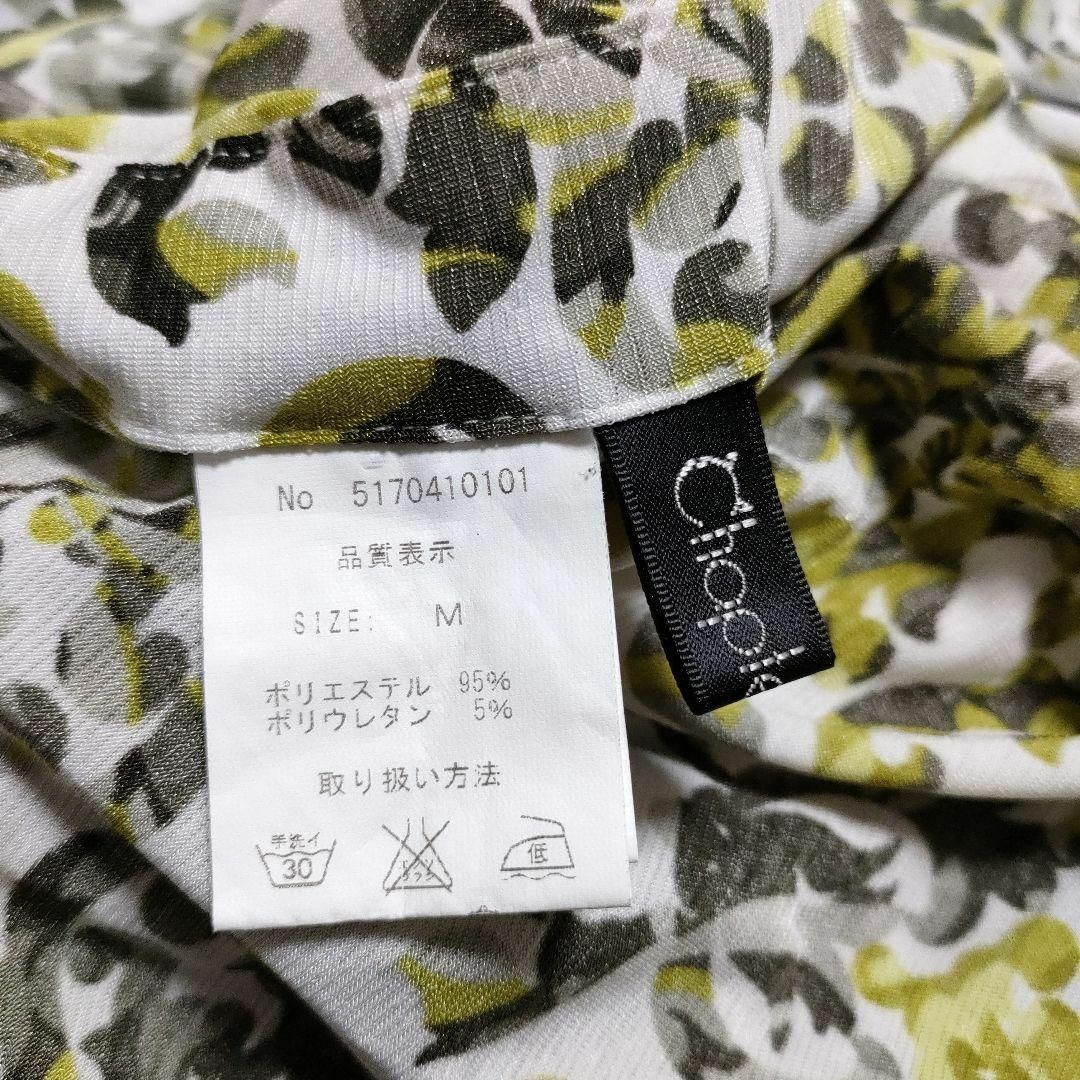 No 5170410101
品質表示
SIZE: M
ポリエステル 95%
ポリウレタン 5%
取り扱い方法
手洗イ
30
低